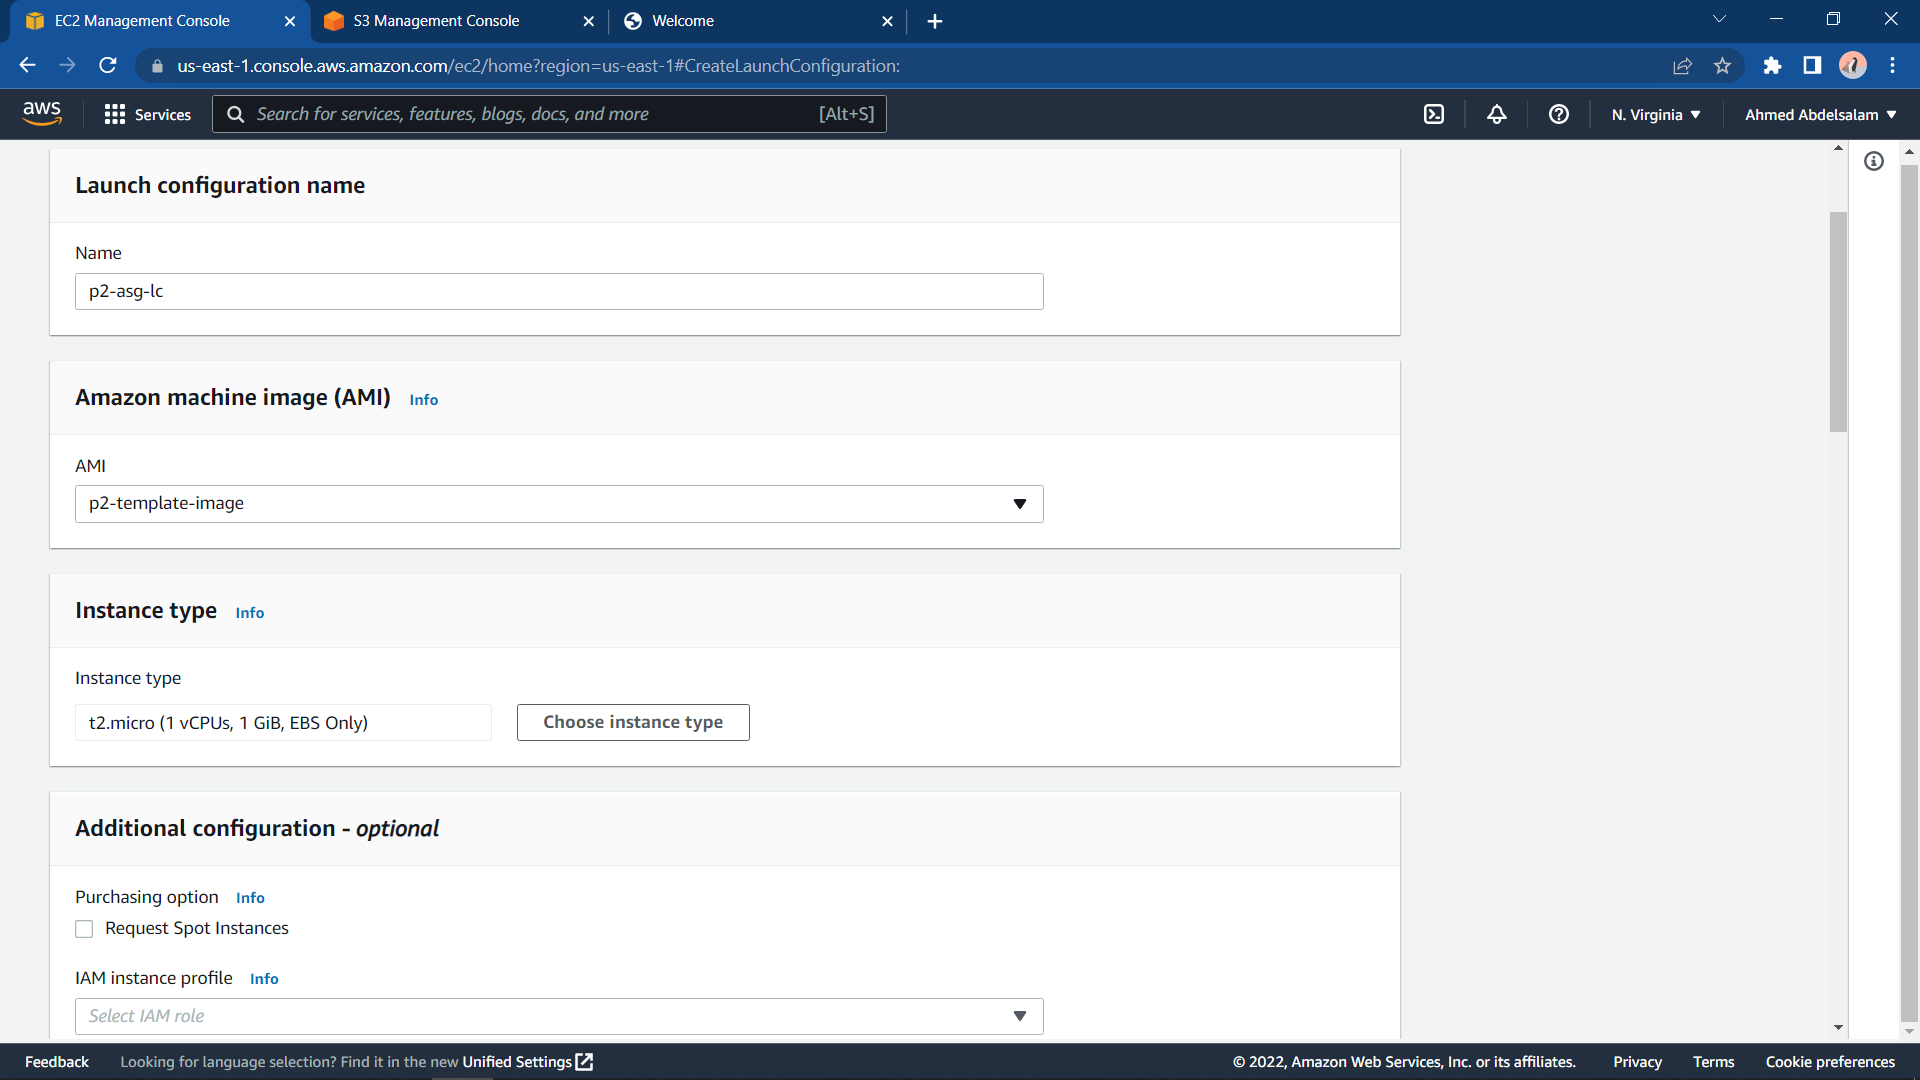 EC2 Management Console
S3 Management Console
Welcome
us-east-1.console.aws.amazon.com/ec2/home?region=us-east-1#CreateLaunchConfiguration:
aws
Services
Search for services, features, blogs, docs, and more
[Alt+S]
N. Virginia
Ahmed Abdelsalam
Launch configuration name
Name
p2-asg-lc
Amazon machine image (AMI) Info
AMI
p2-template-image
Instance type Info
Instance type
t2.micro (1 vCPUs, 1 GiB, EBS Only)
Choose instance type
Additional configuration - optional
Purchasing option Info
Request Spot Instances
IAM instance profile Info
Select IAM role
Feedback
Looking for language selection? Find it in the new Unified Settings
© 2022, Amazon Web Services, Inc. or its affiliates.
Privacy
Terms
Cookie preferences